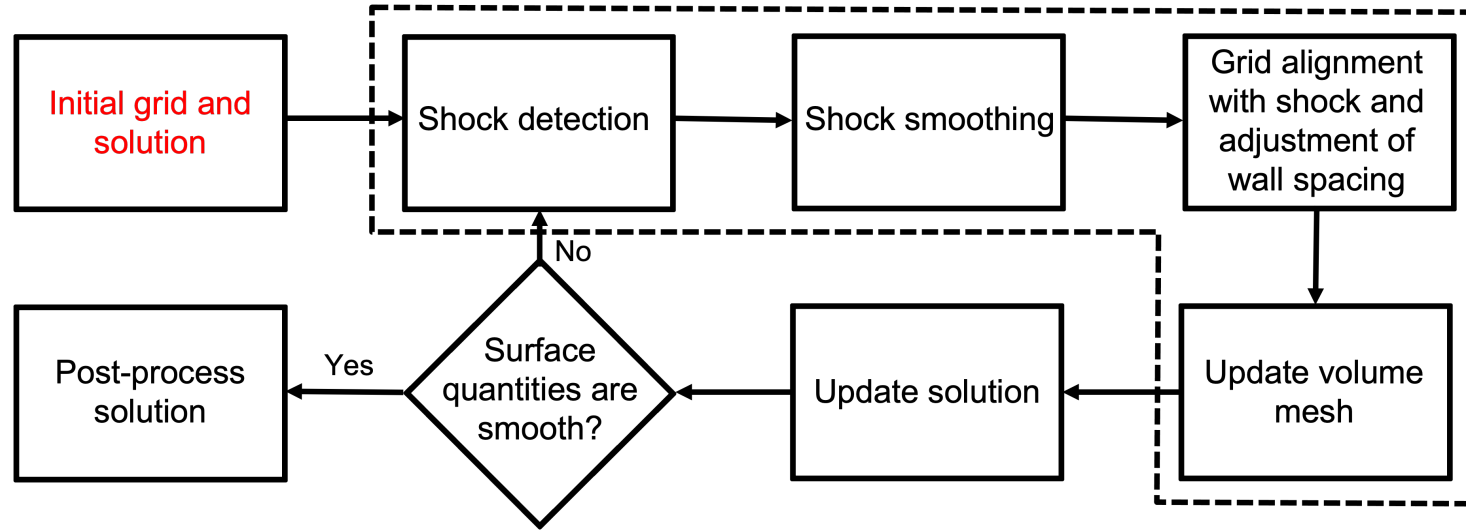 Initial grid and
solution
Shock detection
Shock smoothing
Grid alignment
with shock and
adjustment of
wall spacing
No
Post-process
solution
Yes
Surface
quantities are
smooth?
Update solution
Update volume
mesh